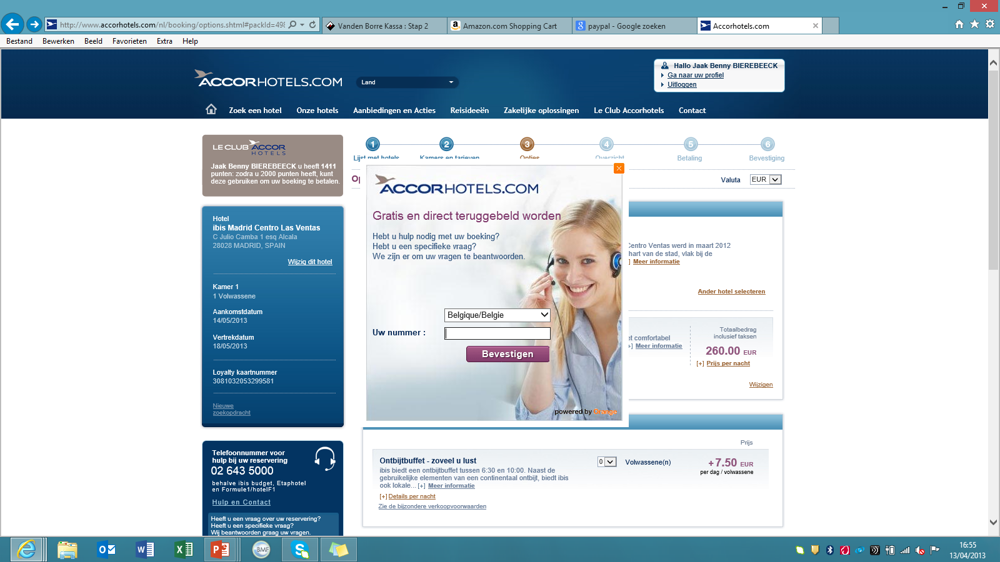 http://www.accorhotels.com/nl/booking/options.shtml#packId=498
Vanden Borre Kassa : Stap 2
Amazon.com Shopping Cart
paypal - Google zoeken
Accorhotels.com
Bestand Bewerken Beeld Favorieten Extra Help
ACCORHOTELS.COM
Land
Hallo Jaak Benny BIEREBEECK
Ga naar uw profiel
Uitloggen
Zoek een hotel Onze hotels Aanbiedingen en Acties Reisideeën Zakelijke oplossingen Le Club Accorhotels Contact
LE CLUB ACCOR HOTELS
Jaak Benny BIEREBEECK u heeft 1411
punten: zodra u 2000 punten heeft, kunt
deze gebruiken om uw boeking te betalen.
1 2 3 4 5 6
Lijst met hotels Kamers en tarieven Opties Overzicht Betaling Bevestiging
Op
Valuta EUR
Hotel
ibis Madrid Centro Las Ventas
C Julio Camba 1 esq Alcala
28028 MADRID, SPAIN
Wijzig dit hotel
Kamer 1
1 Volwassene
Aankomstdatum
14/05/2013
Vertrekdatum
18/05/2013
Loyalty kaartnummer
3081032053299581
Nieuwe
zoekopdracht
ACCORHOTELS.COM
Gratis en direct teruggebeld worden
Hebt u hulp nodig met uw boeking?
Hebt u een specifieke vraag?
We zijn er om uw vragen te beantwoorden.
Belgique/Belgie
Uw nummer :
Bevestigen
powered by Orange
Centro Ventas werd in maart 2012
hart van de stad, vlak bij de
] Meer informatie
Ander hotel selecteren
et comfortabel
+] Meer informatie
Totaalbedrag
inclusief taksen
260.00 EUR
[+] Prijs per nacht
Wijzigen
Telefoonnummer voor
hulp bij uw reservering
02 643 5000
behalve ibis budget, Etaphotel
en Formule1/hotelF1
Hulp en Contact
Heeft u een vraag over uw reservering?
Heeft u een specifieke vraag?
Wij beantwoorden graag uw vragen.
Prijs
Ontbijtbuffet - zoveel u lust
ibis biedt een ontbijtbuffet tussen 6:30 en 10:00. Naast de
gebruikelijke elementen van een continentaal ontbijt, biedt ibis
ook lokale... [+] Meer informatie
[+] Details per nacht
Zie de bijzondere verkoopvoorwaarden
0 Volwassene(n)
+7.50 EUR
per dag / volwassene
BMF
16:55
13/04/2013